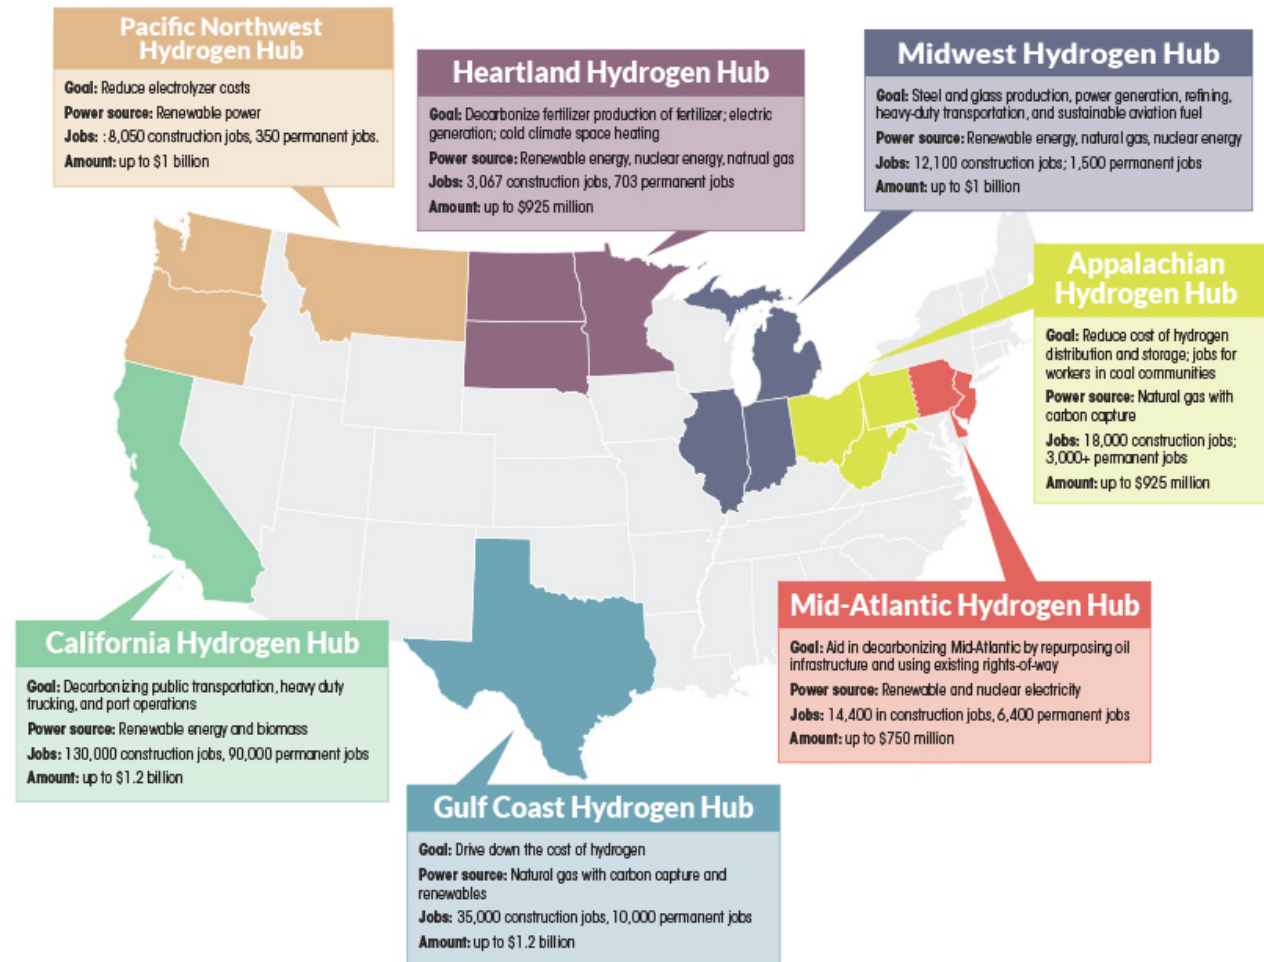 Pacific Northwest
Hydrogen Hub
Goal: Reduce electrolyzer costs
Power source: Renewable power
Jobs: :8,050 construction jobs, 350 permanent jobs.
Amount: up to $1 billion
Heartland Hydrogen Hub
Goal: Decarbonize fertilizer production of fertilizer; electric
generation; cold climate space heating
Power source: Renewable energy, nuclear energy, natrual gas
Jobs: 3,067 construction jobs, 703 permanent jobs
Amount: up to $925 million
Midwest Hydrogen Hub
Goal: Steel and glass production, power generation, refining,
heavy-duty transportation, and sustainable aviation fuel
Power source: Renewable energy, natural gas, nuclear energy
Jobs: 12,100 construction jobs; 1,500 permanent jobs
Amount: up to $1 billion
Appalachian
Hydrogen Hub
Goal: Reduce cost of hydrogen
distribution and storage; jobs for
workers in coal communities
Power source: Natural gas with
carbon capture
Jobs: 18,000 construction jobs;
3,000+ permanent jobs
Amount: up to $925 million
Mid-Atlantic Hydrogen Hub
Goal: Aid in decarbonizing Mid-Atlantic by repurposing oil
infrastructure and using existing rights-of-way
Power source: Renewable and nuclear electricity
Jobs: 14,400 in construction jobs, 6,400 permanent jobs
Amount: up to $750 million
California Hydrogen Hub
Goal: Decarbonizing public transportation, heavy duty
trucking, and port operations
Power source: Renewable energy and biomass
Jobs: 130,000 construction jobs, 90,000 permanent jobs
Amount: up to $1.2 billion
Gulf Coast Hydrogen Hub
Goal: Drive down the cost of hydrogen
Power source: Natural gas with carbon capture and
renewables
Jobs: 35,000 construction jobs, 10,000 permanent jobs
Amount: up to $1.2 billion